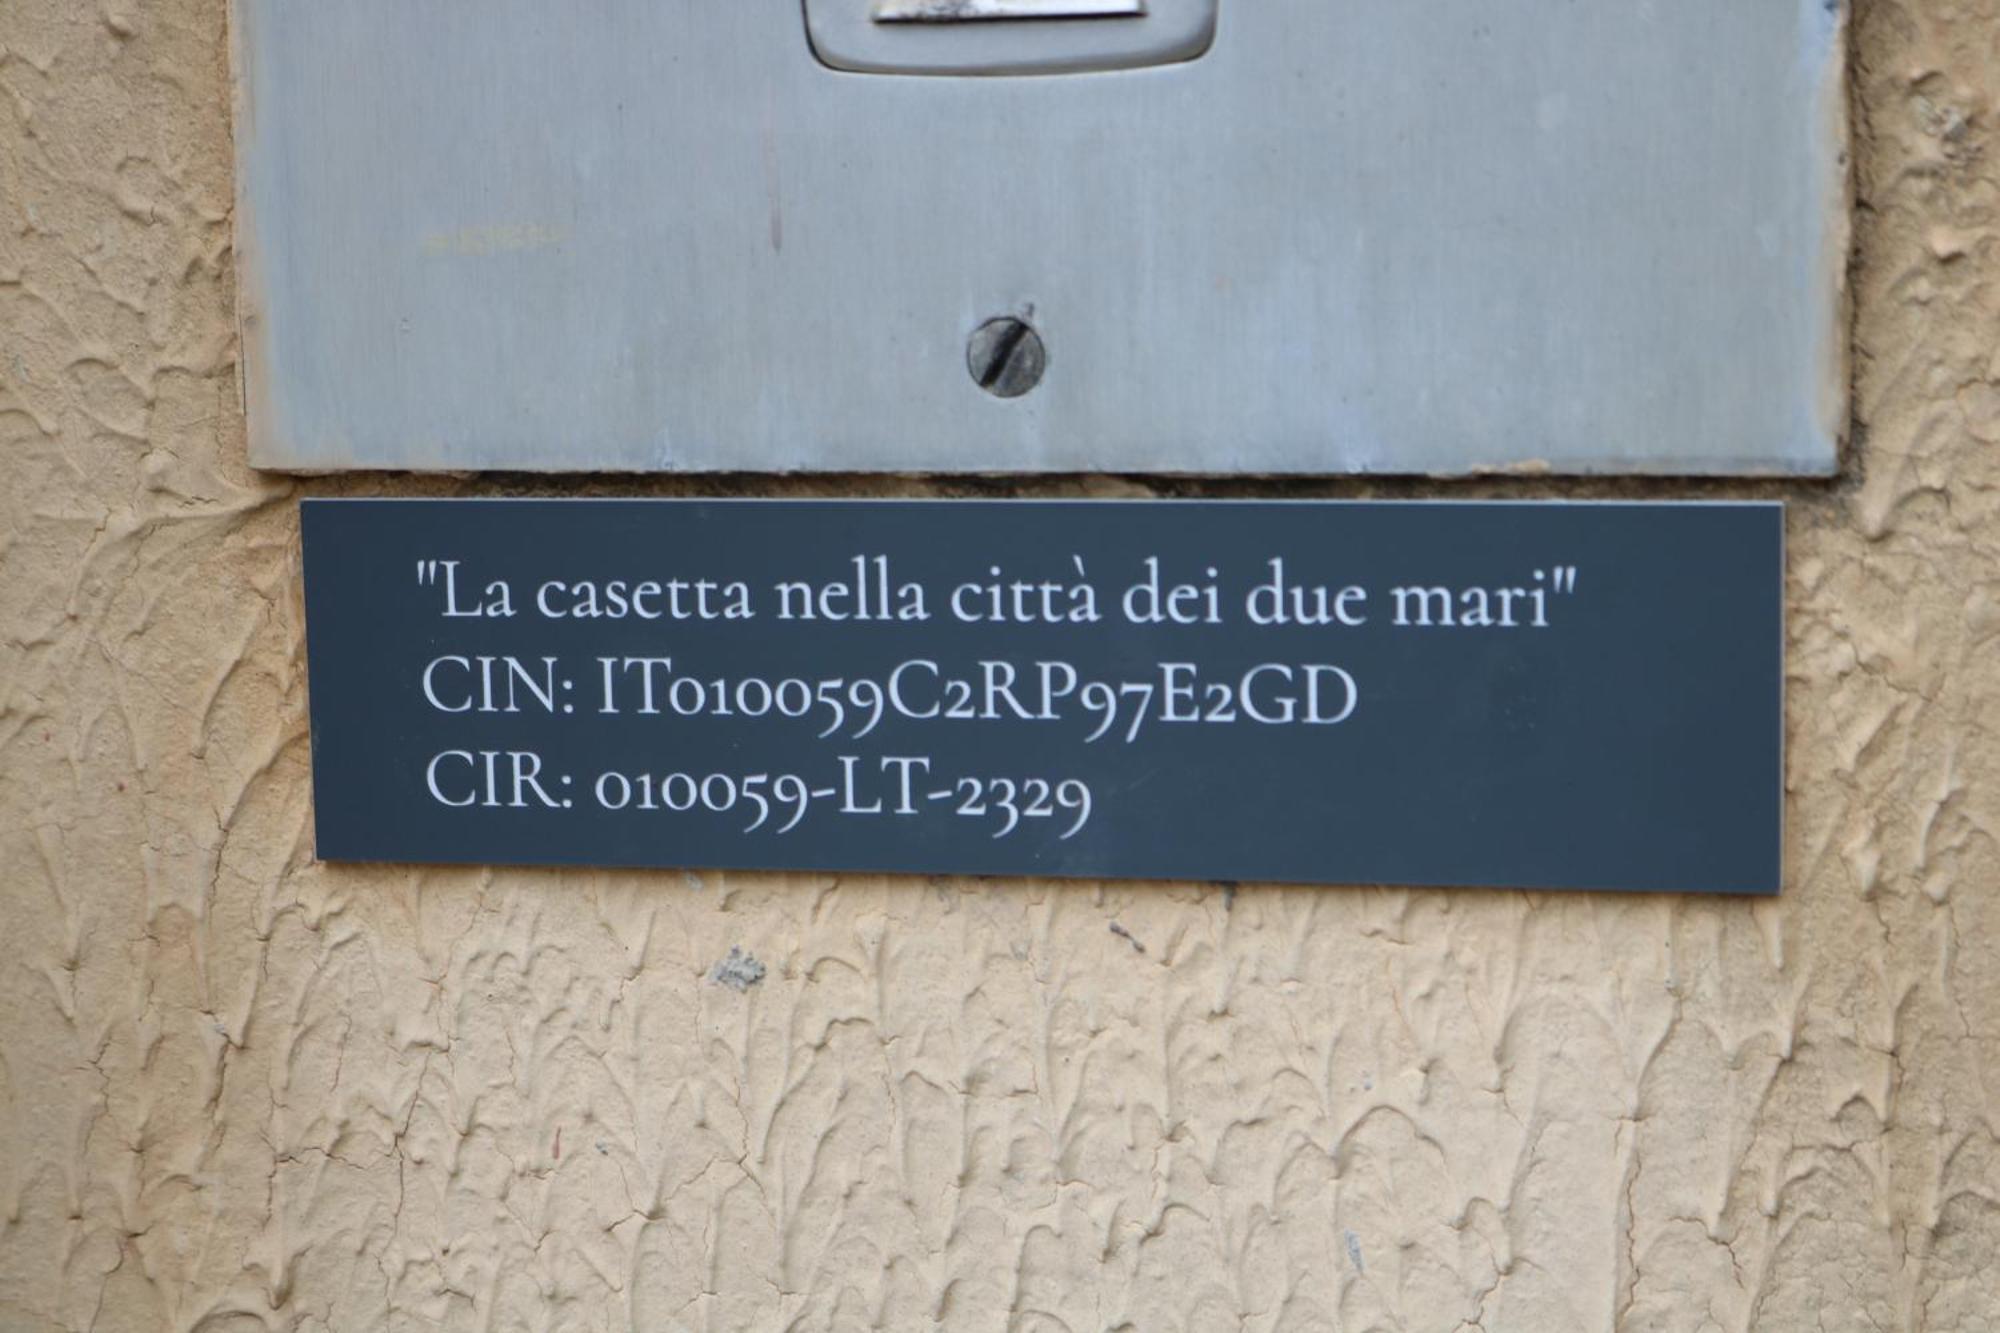 "La casetta nella città dei due mari"
CIN: IT010059C2RP97E2GD
CIR: 010059-LT-2329